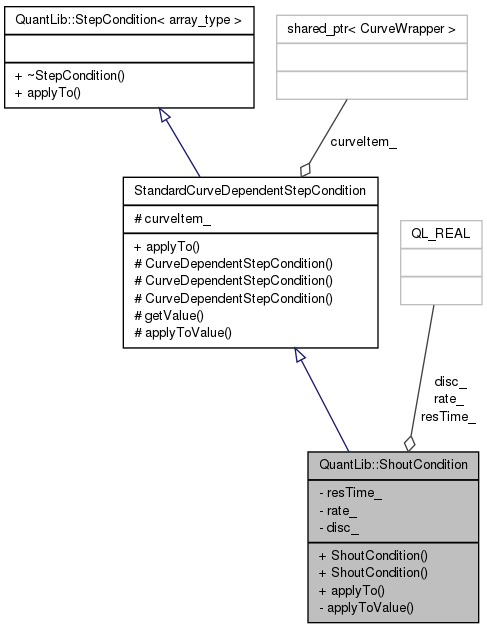 QuantLib::StepCondition< array_type >
+ ~StepCondition()
+ applyTo()
shared_ptr< CurveWrapper >
curveItem_
StandardCurveDependentStepCondition
# curveItem_
+ applyTo()
# CurveDependentStepCondition()
# CurveDependentStepCondition()
# CurveDependentStepCondition()
# getValue()
# applyToValue()
QL_REAL
disc_
rate_
resTime_
QuantLib::ShoutCondition
- resTime_
- rate_
- disc_
+ ShoutCondition()
+ ShoutCondition()
+ applyTo()
- applyToValue()